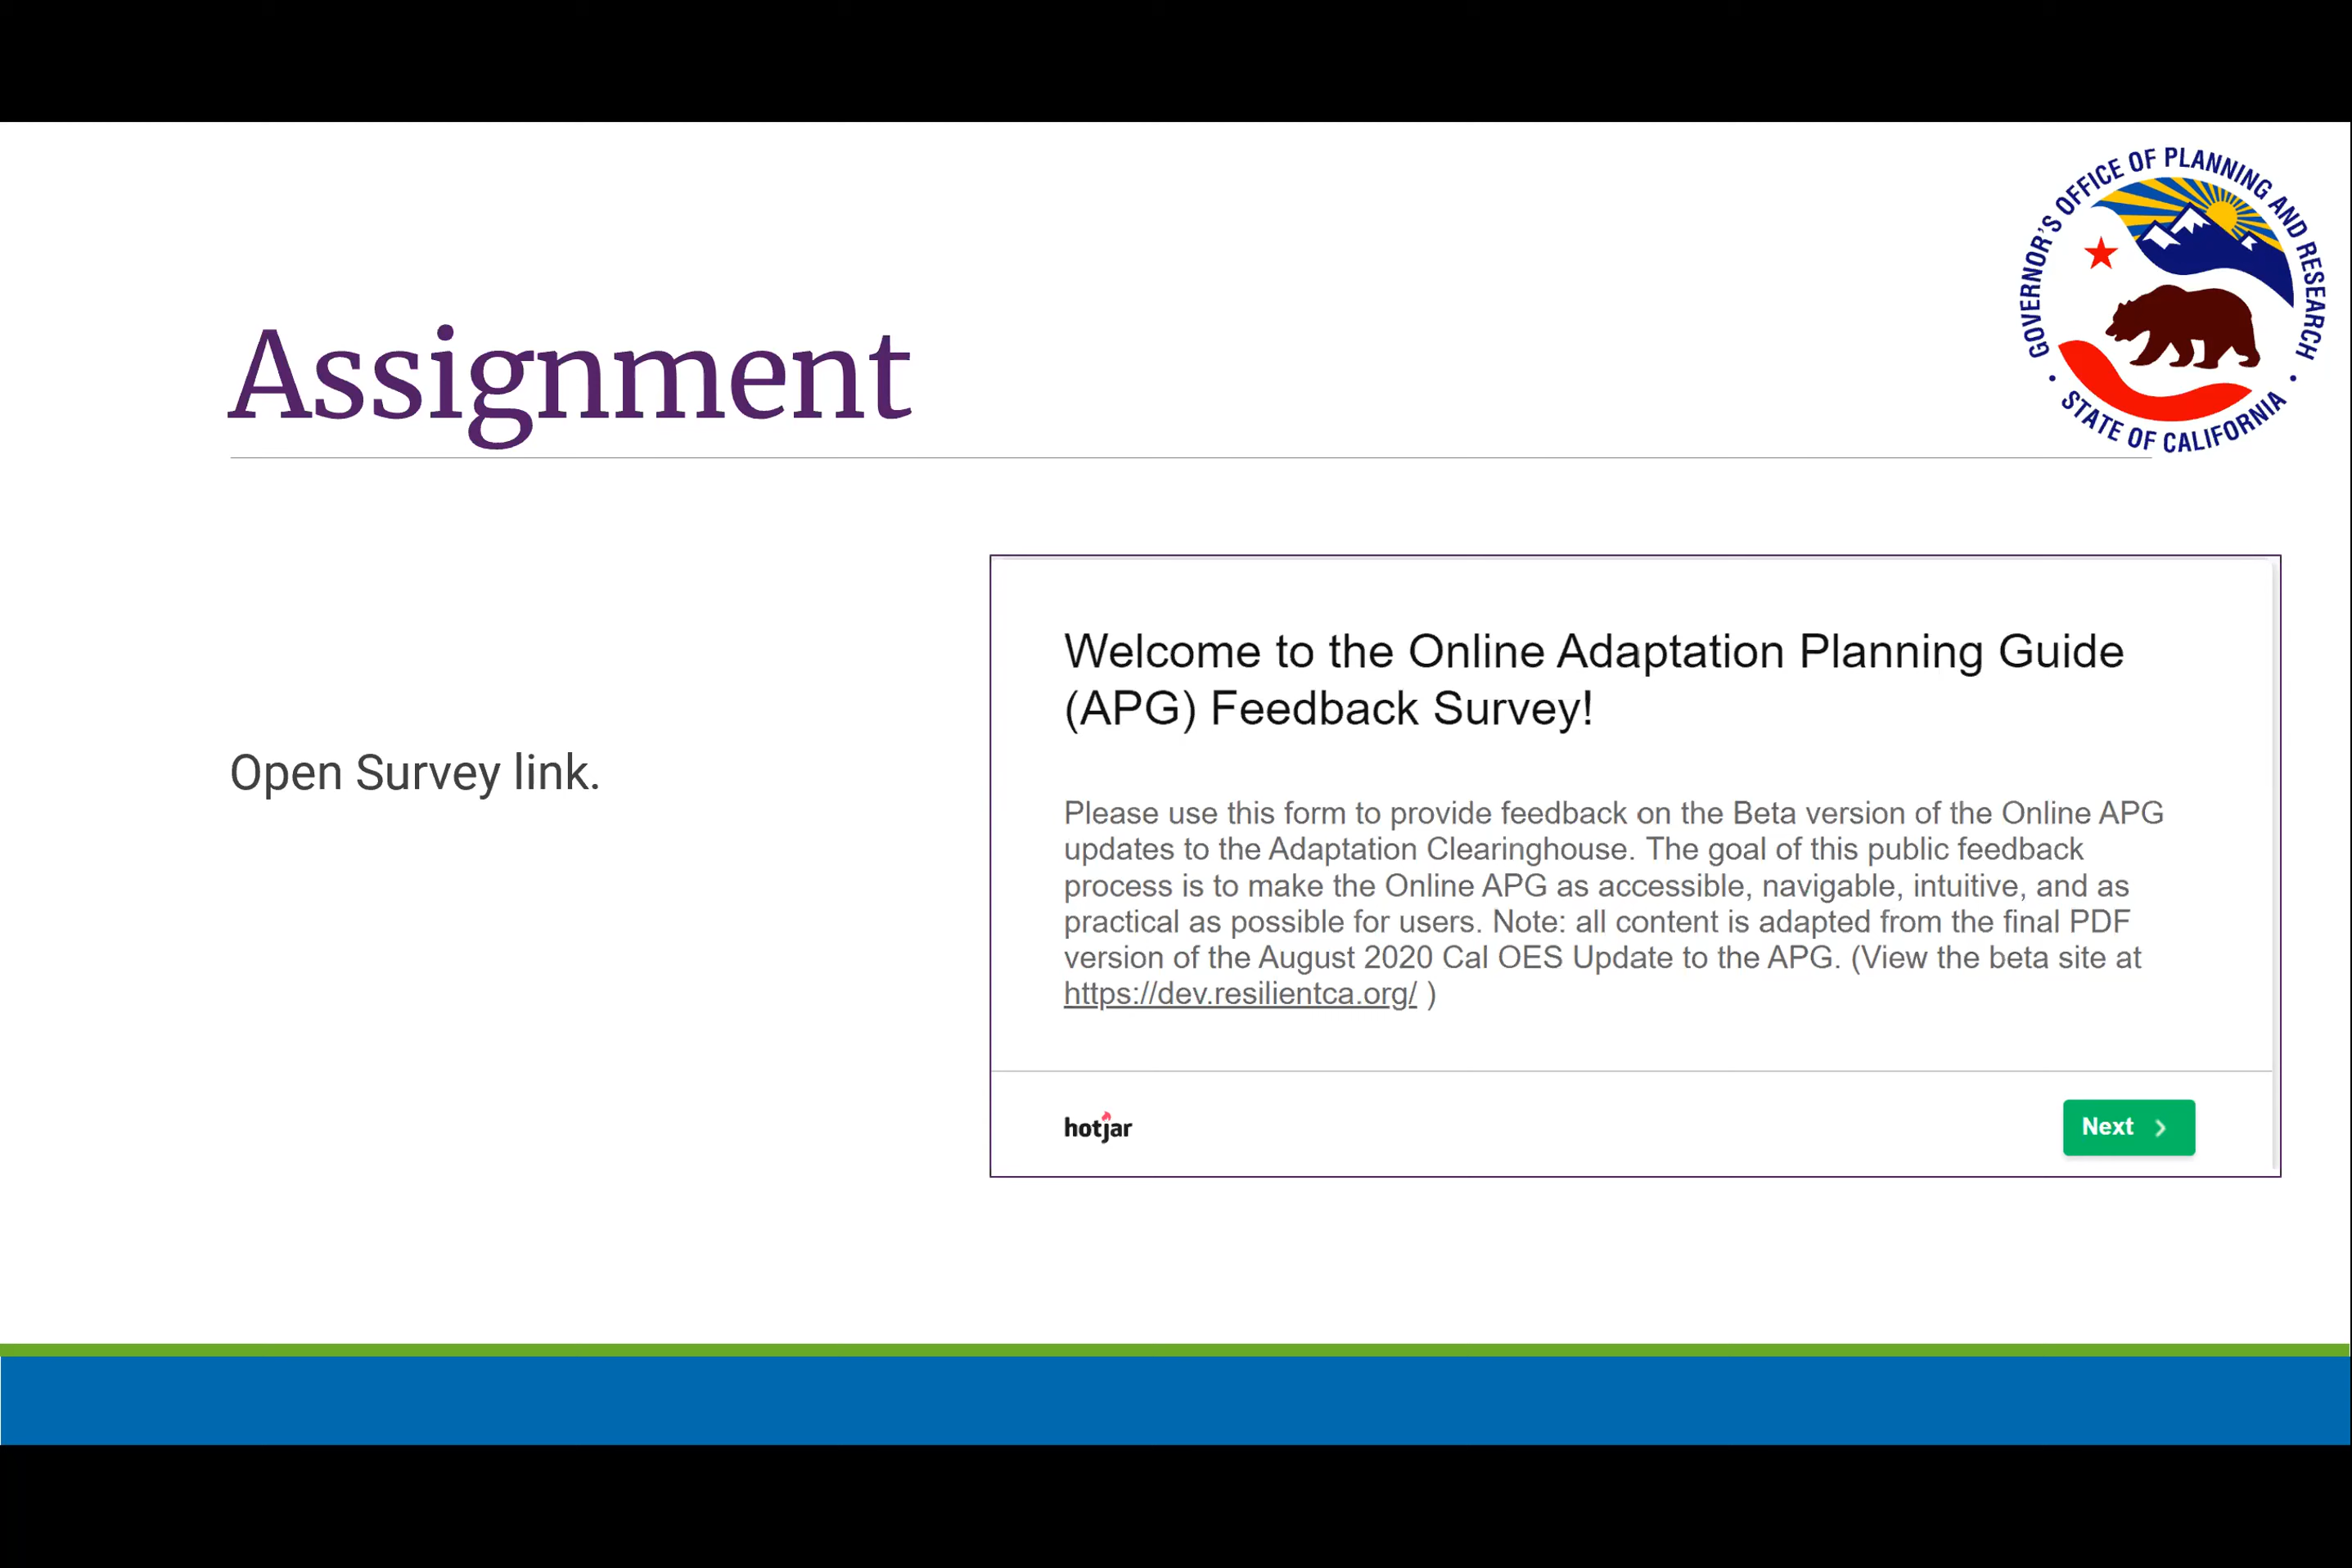 GOVERNOR'S OFFICE OF PLANNING AND RESEARCH
• STATE OF CALIFORNIA •
Assignment
Open Survey link.
Welcome to the Online Adaptation Planning Guide
(APG) Feedback Survey!
Please use this form to provide feedback on the Beta version of the Online APG
updates to the Adaptation Clearinghouse. The goal of this public feedback
process is to make the Online APG as accessible, navigable, intuitive, and as
practical as possible for users. Note: all content is adapted from the final PDF
version of the August 2020 Cal OES Update to the APG. (View the beta site at
https://dev.resilientca.org/ )
hotjar
Next >